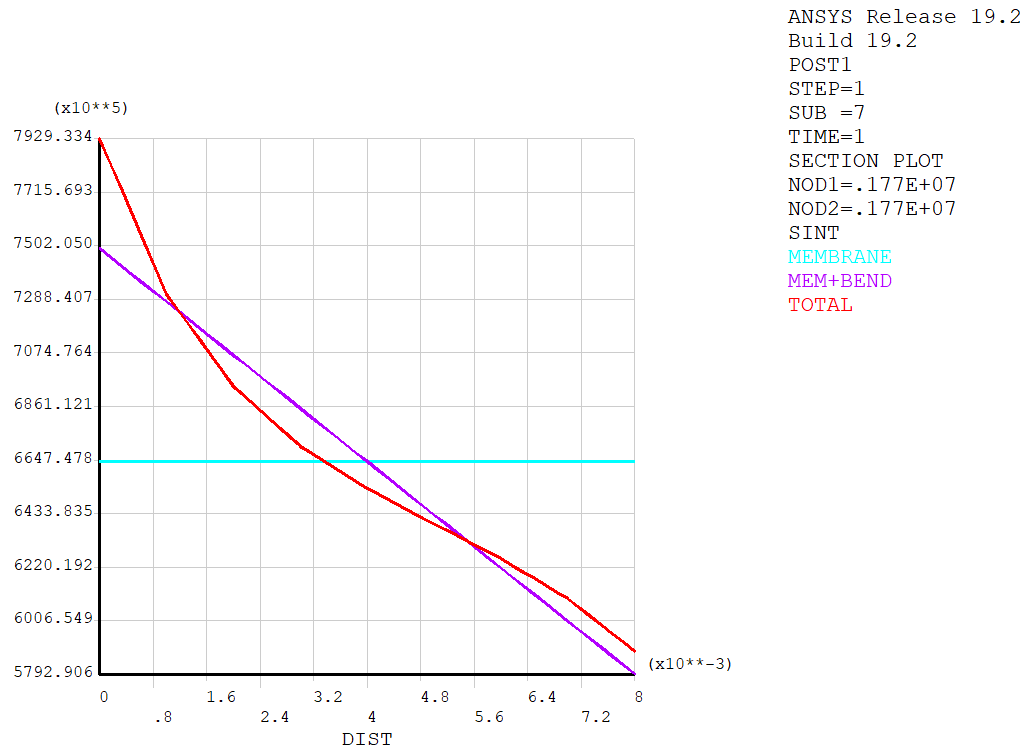 ANSYS Release 19.2
Build 19.2
POST1
STEP=1
SUB =7
TIME=1
SECTION PLOT
NOD1=.177E+07
NOD2=.177E+07
SINT
MEMBRANE
MEM+BEND
TOTAL
(x10**5)
7929.334
7715.693
7502.050
7288.407
7074.764
6861.121
6647.478
6433.835
6220.192
6006.549
5792.906
(x10**-3)
0 1.6 3.2 4.8 6.4 8
.8 2.4 4 5.6 7.2
DIST